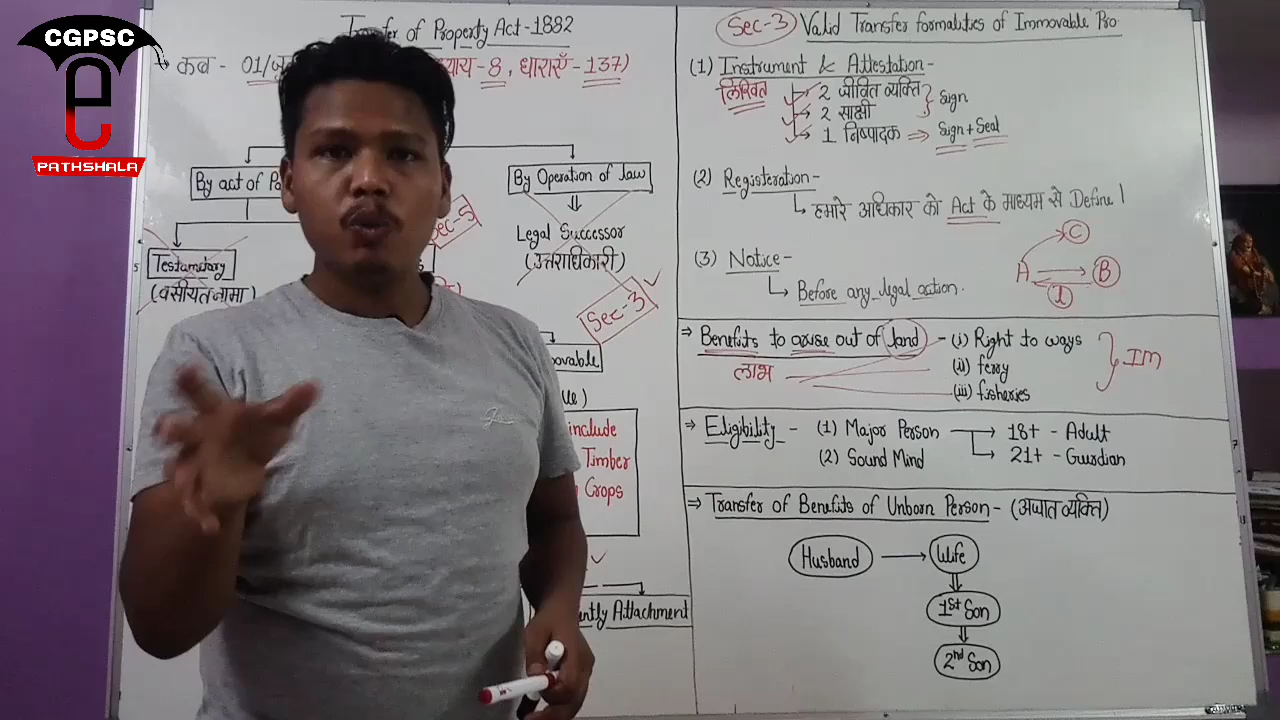 CGPSC
PATHSHALA
Transfer of Property Act-1882
कब - 01/जु
याय-8, धाराएँ-137)
By act of Pa
By Operation of law
Legal Successor
(उत्तराधिकारी)
Sec-5
Testamentary
(वसीयतनामा)
Sec-3
ovable
include
Timber
Crops
ently Attachment
Sec-3 Valid Transfer formalities of Immovable Pro.
(1) Instrument & Attestation-
लिखित
2 जीवित व्यक्ति
2 साक्षी
Sign
1 निष्पादक ⇒ Sign + Seal
(2) Registeration-
हमारे अधिकार को Act के माध्यम से Define |
(3) Notice-
Before any legal action.
A
B
C
1
⇒ Benefits to arise out of land - (i) Right to ways
लाभ
(ii) ferry
(iii) fisheries
IM
⇒ Eligibility - (1) Major Person → 18+ - Adult
21+ - Guardian
(2) Sound Mind
⇒ Transfer of Benefits of Unborn Person- (अजात व्यक्ति)
Husband → Wife
1st Son
2nd Son